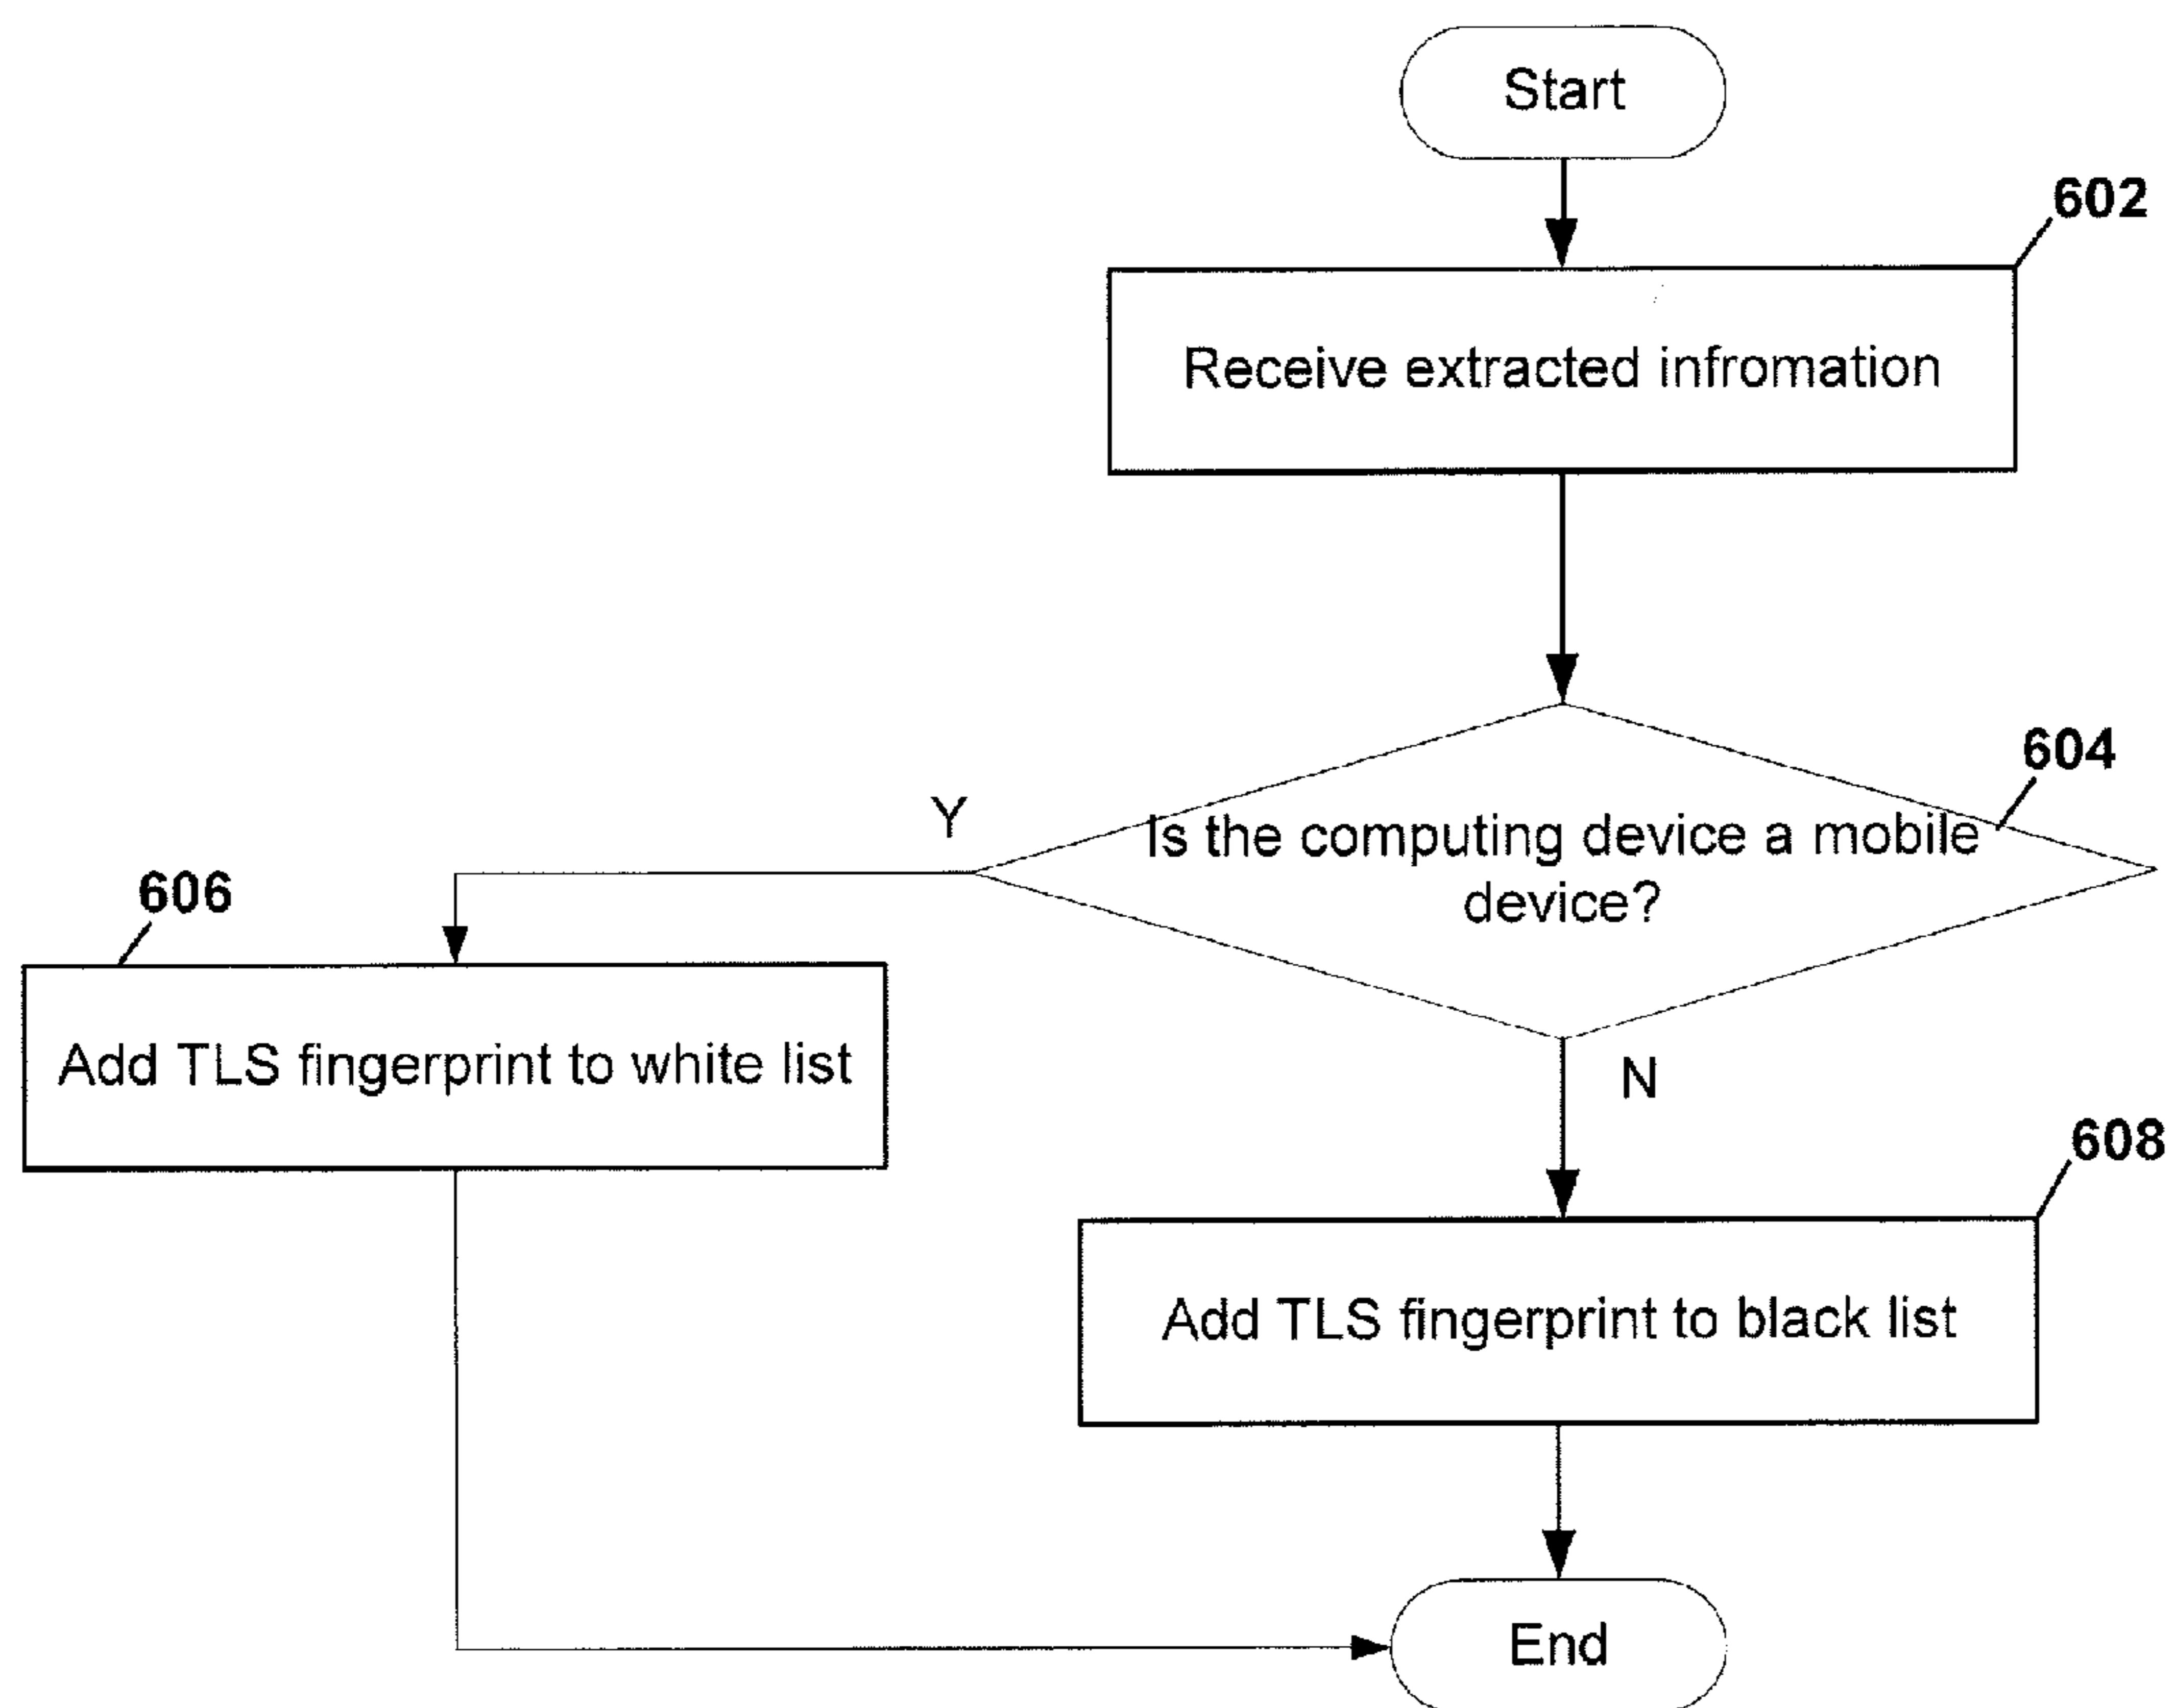 Start
602
Receive extracted infromation
604
Y
Is the computing device a mobile
device?
606
Add TLS fingerprint to white list
N
608
Add TLS fingerprint to black list
End